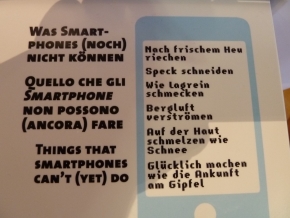 WAS SMART-
PHONES (NOCH)
NICHT KÖNNEN
QUELLO CHE GLI
SMARTPHONE
NON POSSONO
(ANCORA) FARE
THINGS THAT
SMARTPHONES
CAN'T (YET) DO
Nach frischem Heu
riechen
Speck schneiden
Wie Lagrein
schmecken
Bergluft
verströmen
Auf der Haut
schmelzen wie
Schnee
Glücklich machen
wie die Ankunft
am Gipfel